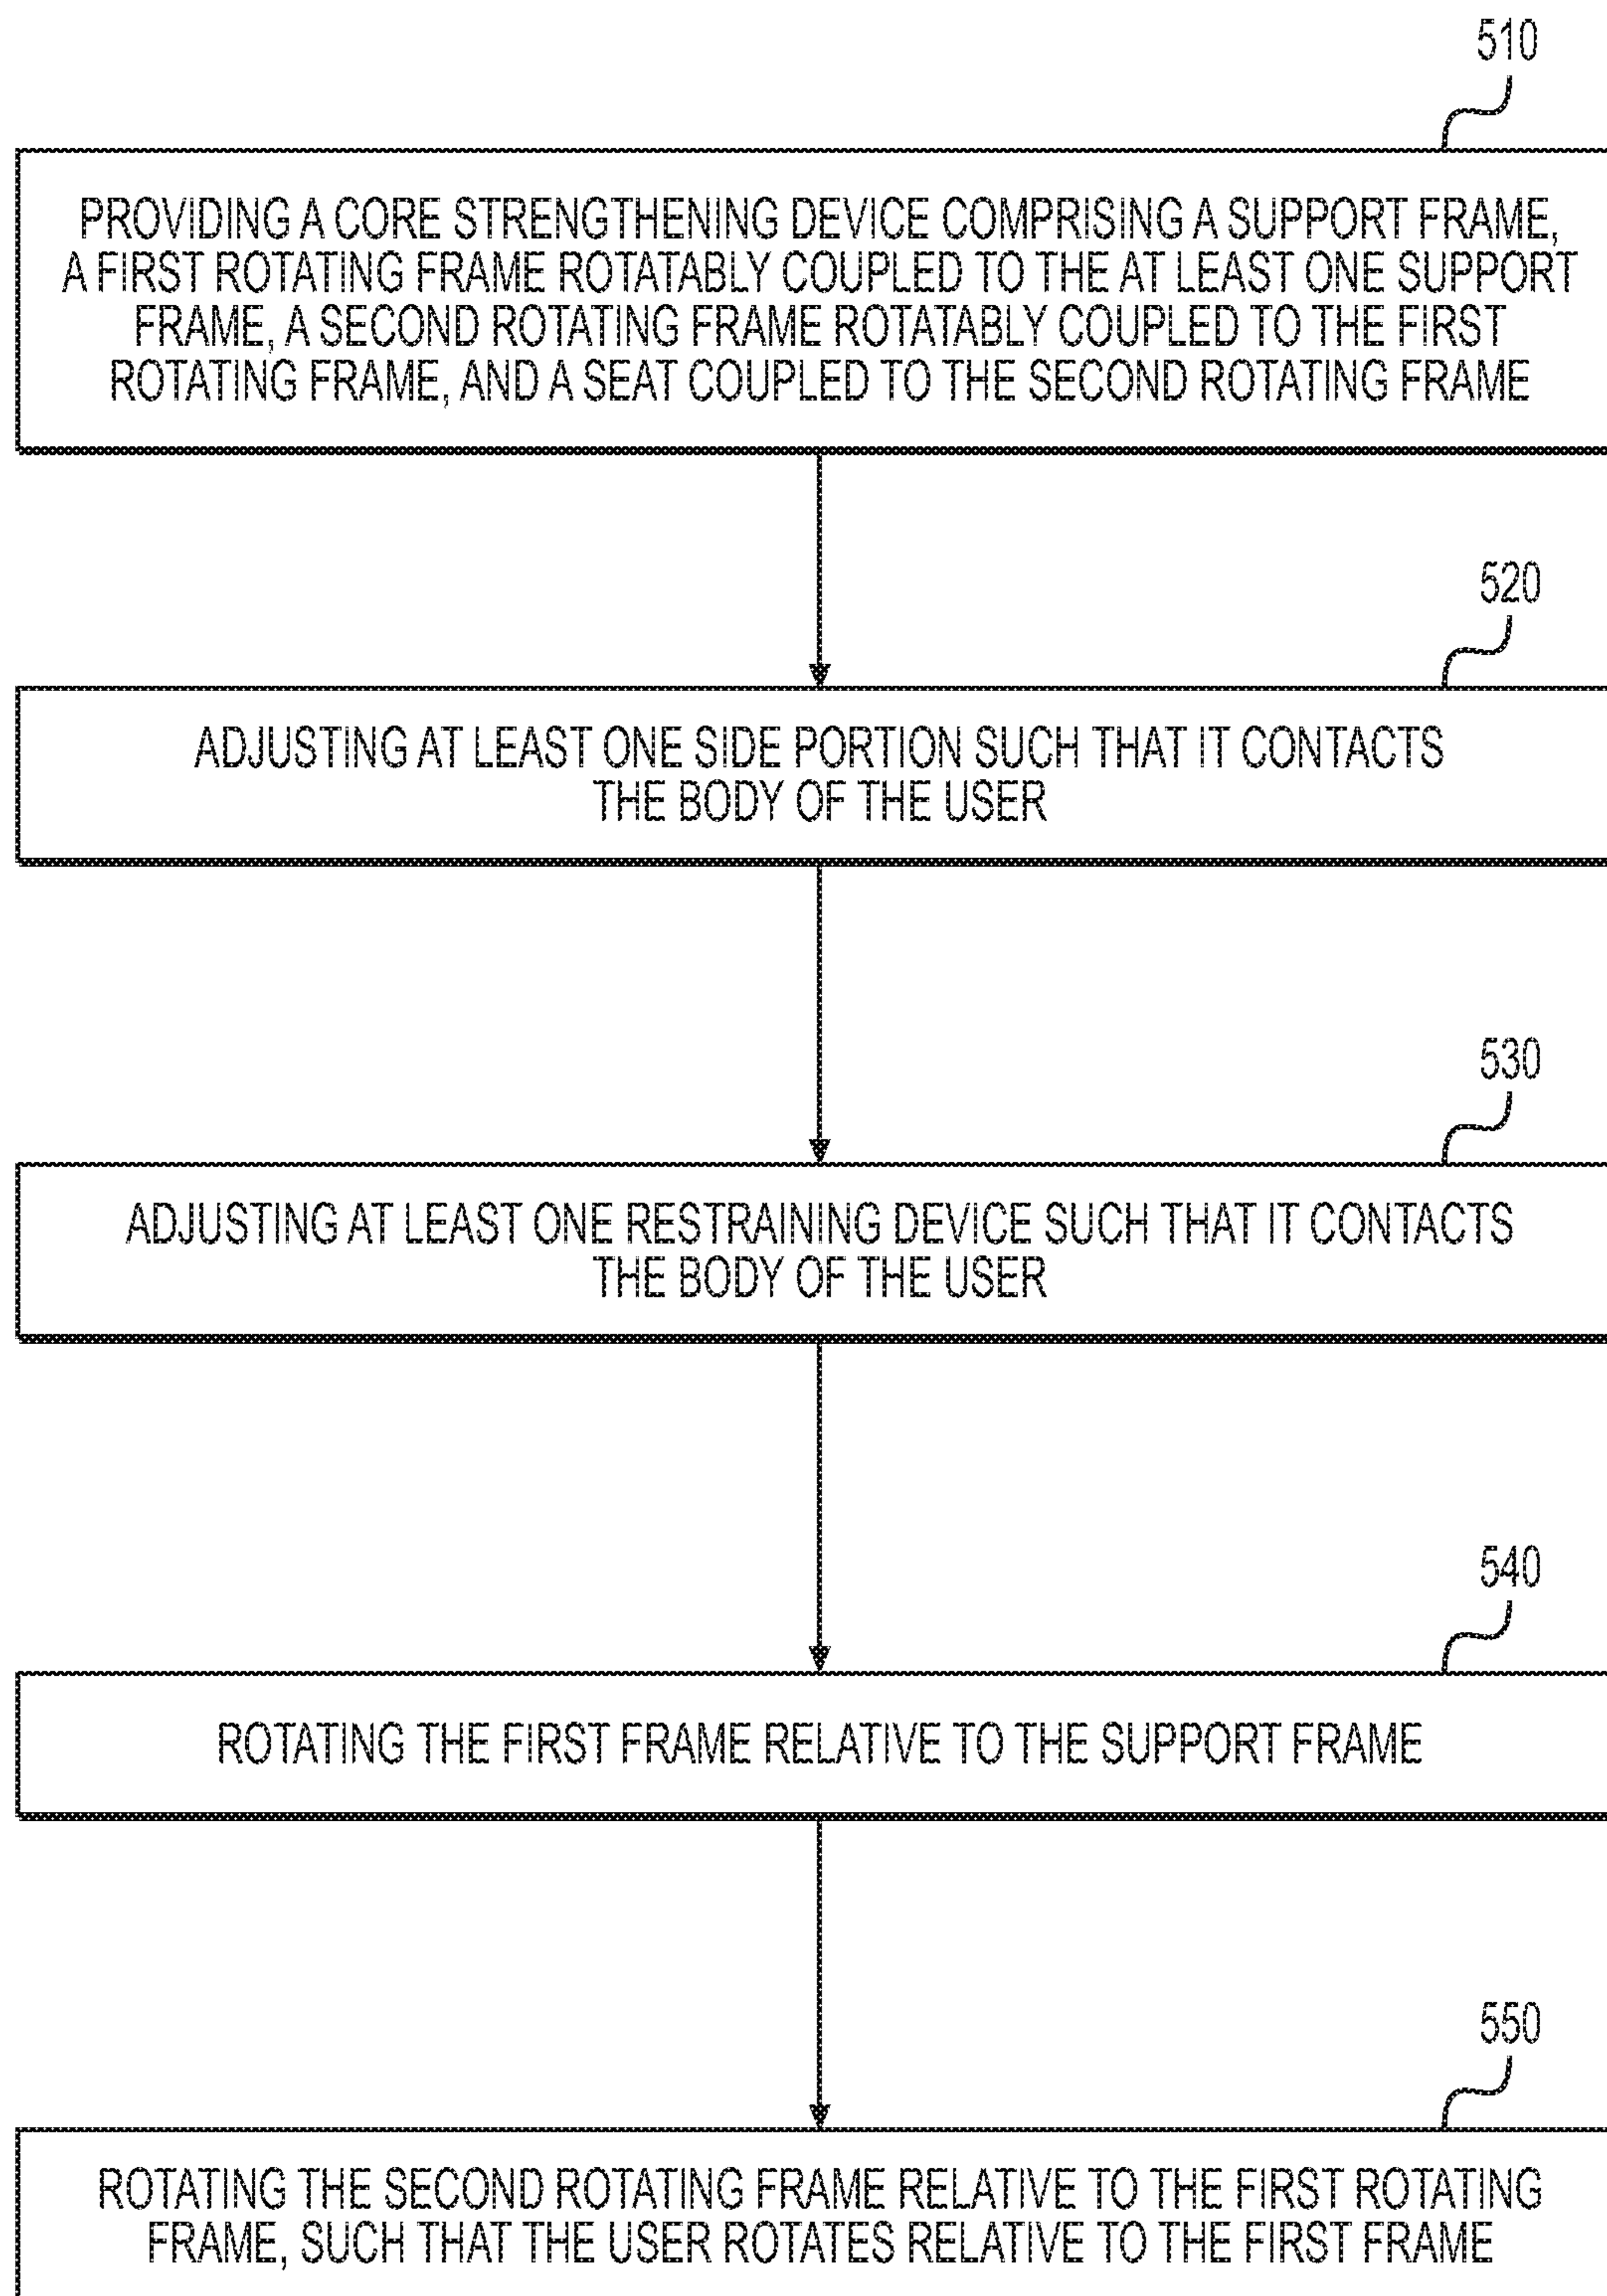 510
PROVIDING A CORE STRENGTHENING DEVICE COMPRISING A SUPPORT FRAME,
A FIRST ROTATING FRAME ROTATABLY COUPLED TO THE AT LEAST ONE SUPPORT
FRAME, A SECOND ROTATING FRAME ROTATABLY COUPLED TO THE FIRST
ROTATING FRAME, AND A SEAT COUPLED TO THE SECOND ROTATING FRAME
520
ADJUSTING AT LEAST ONE SIDE PORTION SUCH THAT IT CONTACTS
THE BODY OF THE USER
530
ADJUSTING AT LEAST ONE RESTRAINING DEVICE SUCH THAT IT CONTACTS
THE BODY OF THE USER
540
ROTATING THE FIRST FRAME RELATIVE TO THE SUPPORT FRAME
550
ROTATING THE SECOND ROTATING FRAME RELATIVE TO THE FIRST ROTATING
FRAME, SUCH THAT THE USER ROTATES RELATIVE TO THE FIRST FRAME